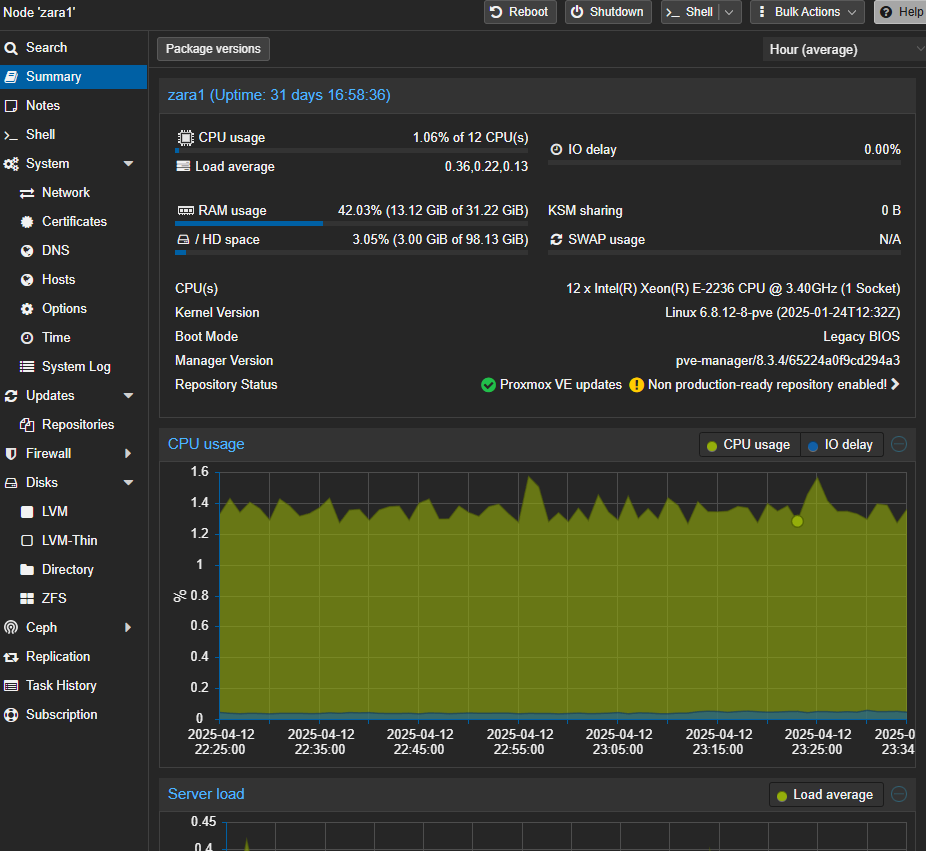 Node 'zara1'
Reboot
Shutdown
Shell
Bulk Actions
Help
Search
Summary
Notes
Shell
System
Network
Certificates
DNS
Hosts
Options
Time
System Log
Updates
Repositories
Firewall
Disks
LVM
LVM-Thin
Directory
ZFS
Ceph
Replication
Task History
Subscription
Package versions
Hour (average)
zara1 (Uptime: 31 days 16:58:36)
CPU usage 1.06% of 12 CPU(s)
Load average 0.36,0.22,0.13
IO delay 0.00%
RAM usage 42.03% (13.12 GiB of 31.22 GiB)
/ HD space 3.05% (3.00 GiB of 98.13 GiB)
KSM sharing 0 B
SWAP usage N/A
CPU(s) 12 x Intel(R) Xeon(R) E-2236 CPU @ 3.40GHz (1 Socket)
Kernel Version Linux 6.8.12-8-pve (2025-01-24T12:32Z)
Boot Mode Legacy BIOS
Manager Version pve-manager/8.3.4/65224a0f9cd294a3
Repository Status Proxmox VE updates Non production-ready repository enabled!
CPU usage
CPU usage IO delay
1.6
1.4
1.2
1
0.8
0.6
0.4
0.2
0
%
2025-04-12 2025-04-12 2025-04-12 2025-04-12 2025-04-12 2025-04-12 2025-04-12 2025-0
22:25:00 22:35:00 22:45:00 22:55:00 23:05:00 23:15:00 23:25:00 23:34
Server load
Load average
0.45
0.4